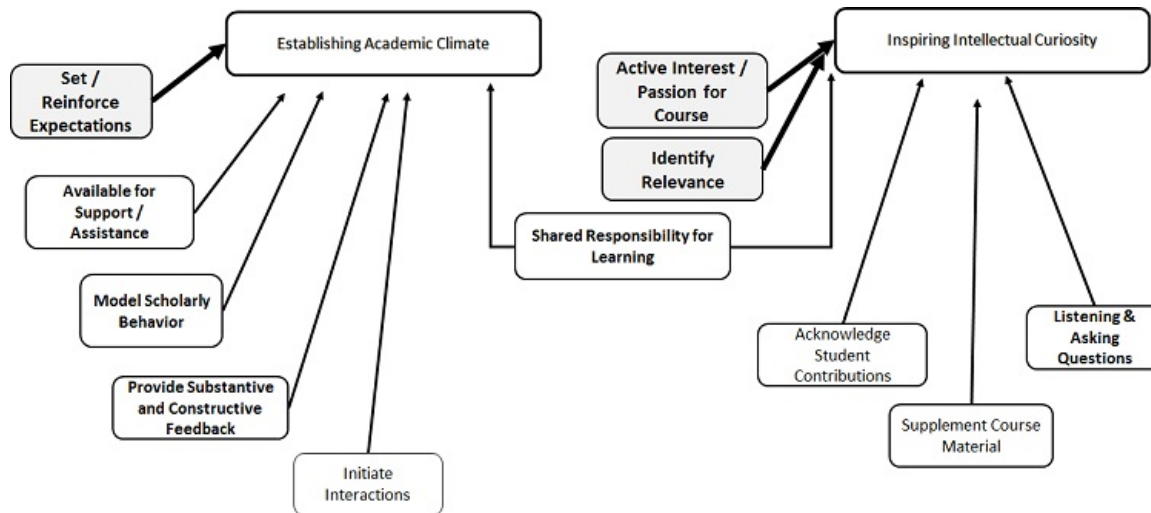 Establishing Academic Climate
Inspiring Intellectual Curiosity
Set /
Reinforce
Expectations
Active Interest /
Passion for
Course
Identify
Relevance
Available for
Support /
Assistance
Shared Responsibility for
Learning
Model Scholarly
Behavior
Acknowledge
Student
Contributions
Listening &
Asking
Questions
Provide Substantive
and Constructive
Feedback
Supplement Course
Material
Initiate
Interactions